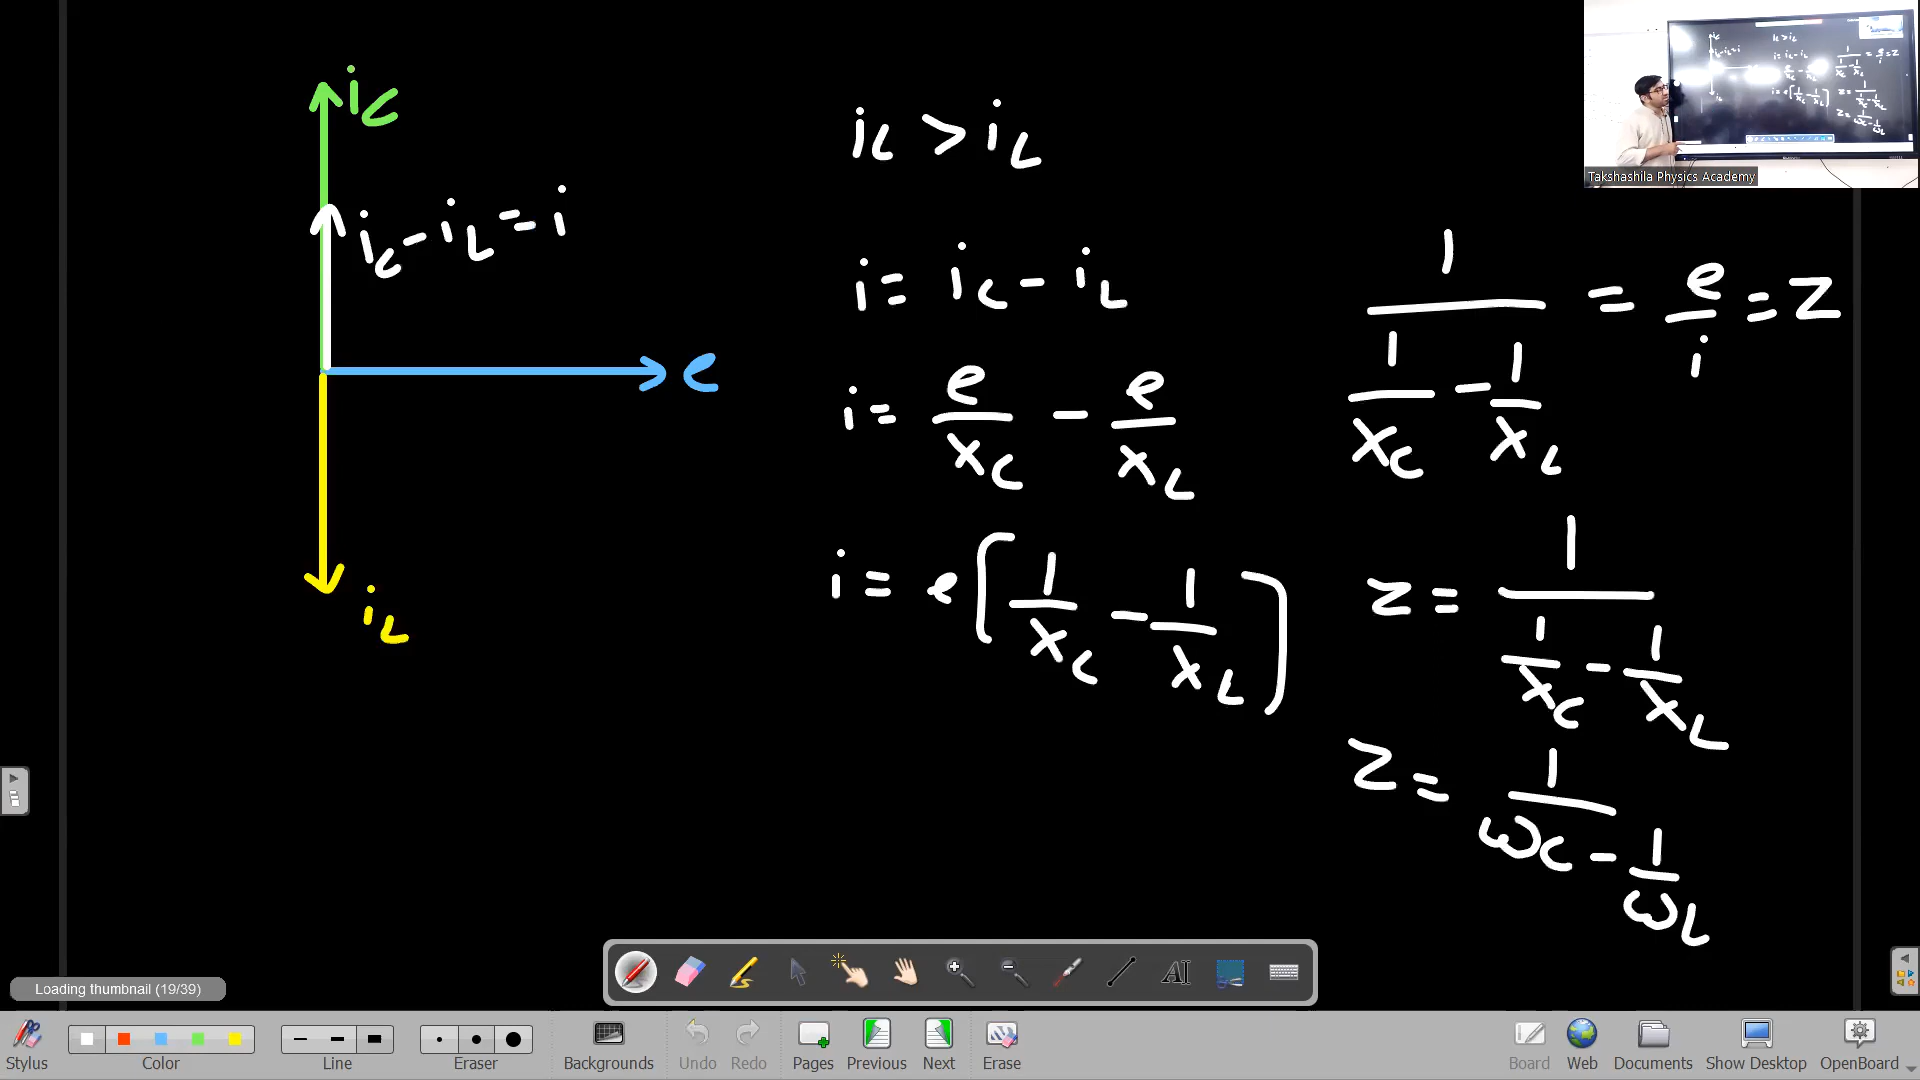 i_C
i_C - i_L = i
e
i_L
i_C > i_L
i = i_C - i_L
i = e/X_C - e/X_L
i = e[1/X_C - 1/X_L]
1/(1/X_C - 1/X_L) = e/i = Z
Z = 1/(1/X_C - 1/X_L)
Z = 1/(ωC - 1/ωL)
Takshashila Physics Academy
Loading thumbnail (19/39)
Stylus
Color
Line
Eraser
Backgrounds
Undo
Redo
Pages
Previous
Next
Erase
Board
Web
Documents
Show Desktop
OpenBoard